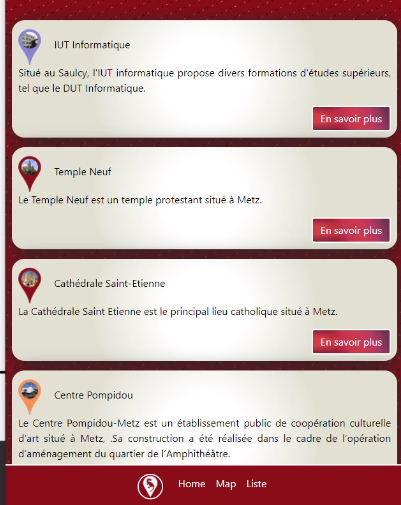 IUT Informatique
Situé au Saulcy, l'IUT informatique propose divers formations d'études supérieurs,
tel que le DUT Informatique.
En savoir plus
Temple Neuf
Le Temple Neuf est un temple protestant situé à Metz.
En savoir plus
Cathédrale Saint-Etienne
La Cathédrale Saint Etienne est le principal lieu catholique situé à Metz.
En savoir plus
Centre Pompidou
Le Centre Pompidou-Metz est un établissement public de coopération culturelle
d'art situé à Metz, .Sa construction a été réalisée dans le cadre de l'opération
d'aménagement du quartier de l'Amphithéâtre.
Home Map Liste